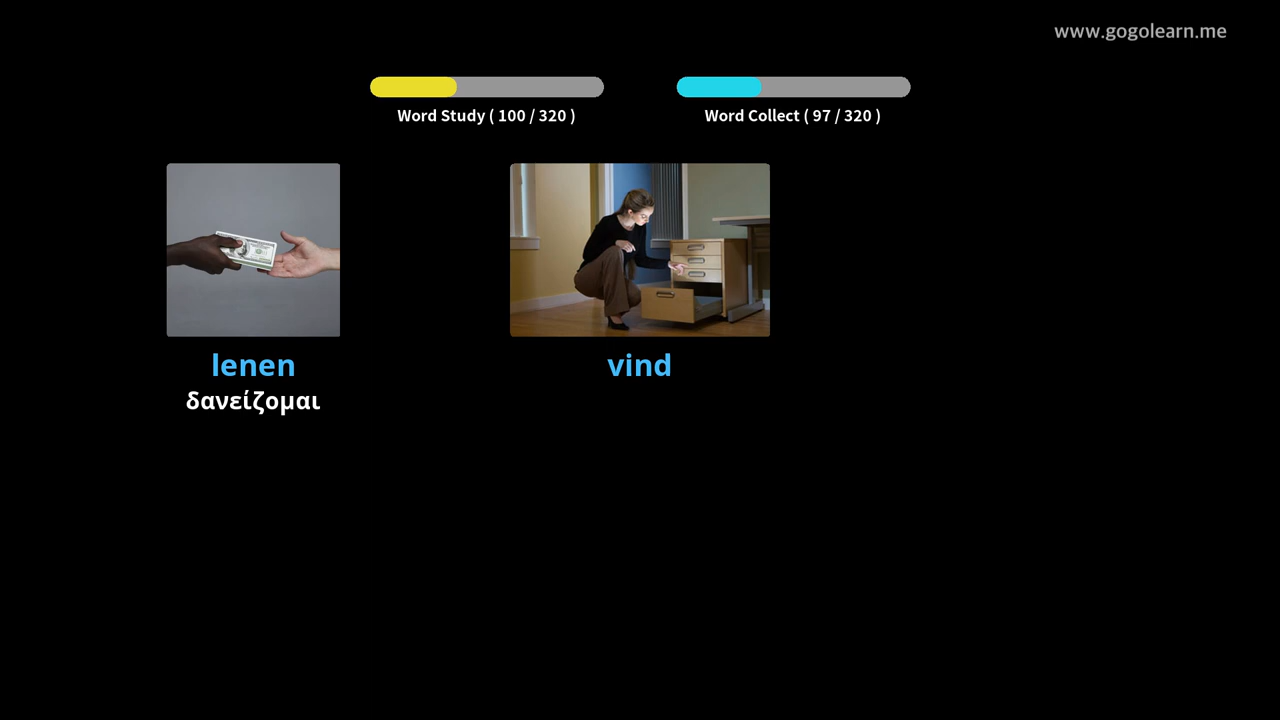 www.gogolearn.me
Word Study ( 100 / 320 )
Word Collect ( 97 / 320 )
lenen
δανείζομαι
vind